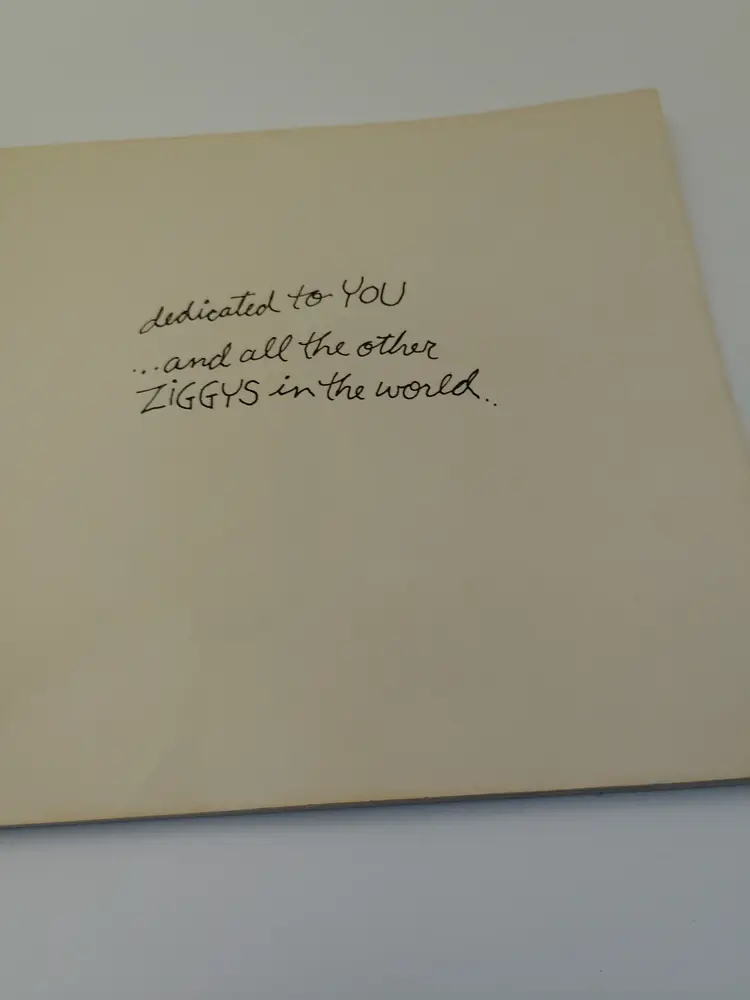 dedicated to YOU
...and all the other
ZiGGYS in the world..